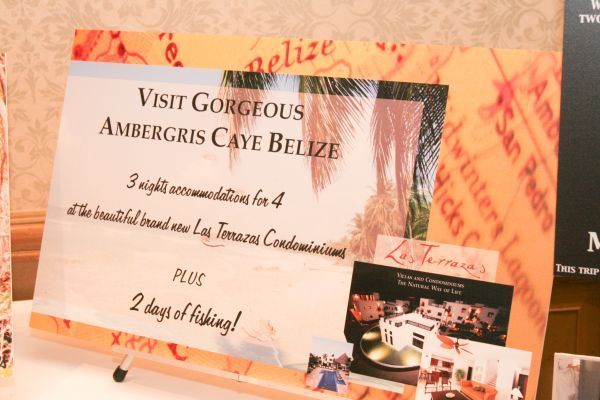 Belize
VISIT GORGEOUS
AMBERGRIS CAYE BELIZE
3 nights accommodations for 4
at the beautiful brand new Las Terrazas Condominiums
PLUS
2 days of fishing!
Las Terrazas
VILLAS AND CONDOMINIUMS
THE NATURAL WAY OF LIFE
San Pedro
Lagoon
TWO
M
THIS TRIP